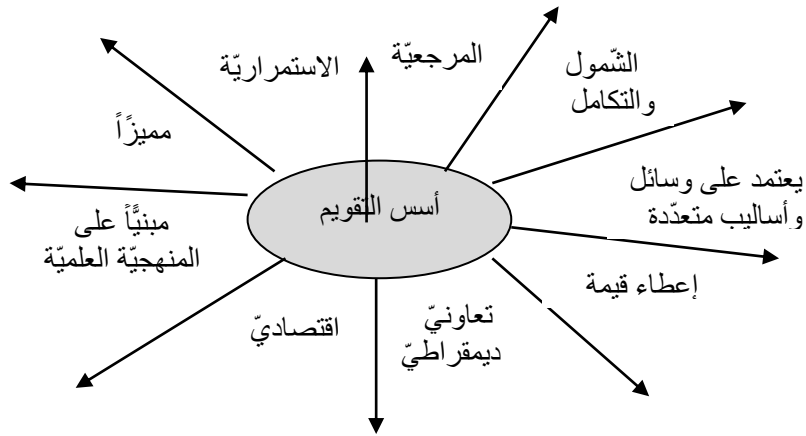 أسس التقويم
المرجعيّة
الشّمول
والتكامل
يعتمد على وسائل
وأساليب متعدّدة
إعطاء قيمة
تعاونيّ
ديمقراطيّ
اقتصاديّ
مبنيًّاً على
المنهجيّة العلميّة
مميزًاً
الاستمراريّة